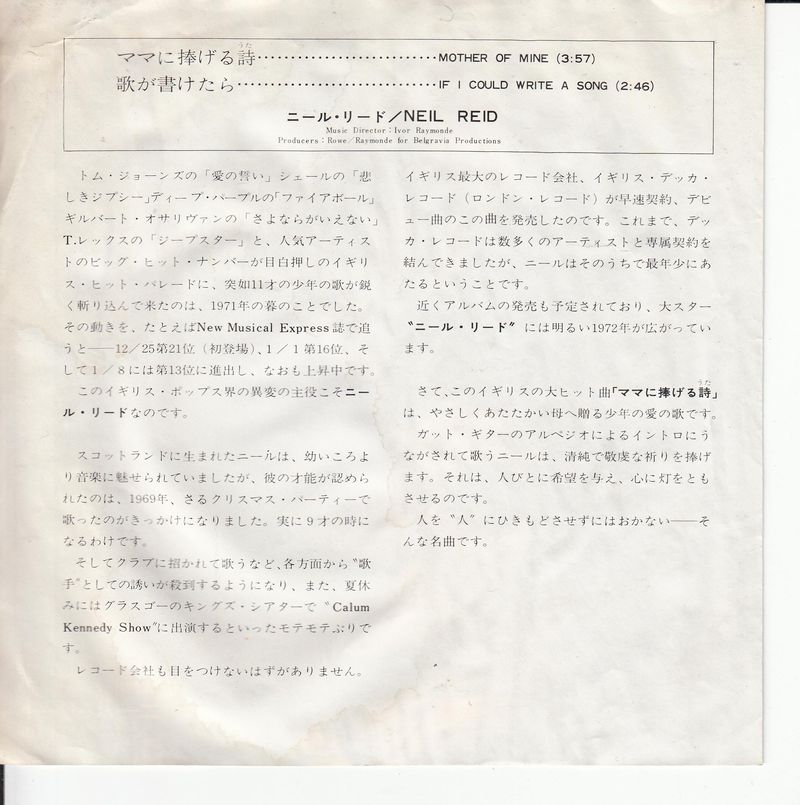 うた
ママに捧げる詩‥‥‥‥‥‥‥‥‥MOTHER OF MINE (3:57)
歌が書けたら‥‥‥‥‥‥‥‥‥‥IF I COULD WRITE A SONG (2:46)
ニール・リード／NEIL REID
Music Director : Ivor Raymonde
Producers : Rowe／Raymonde for Belgravia Productions
トム・ジョーンズの「愛の誓い」シェールの「悲
しきジプシー」ディープ・パープルの「ファイアボール」
ギルバート・オサリヴァンの「さよならがいえない」
T.レックスの「ジープスター」と、人気アーティス
トのビッグ・ヒット・ナンバーが目白押しのイギリ
ス・ヒット・パレードに、突如11才の少年の歌が鋭
く斬り込んで来たのは、1971年の暮のことでした。
その動きを、たとえばNew Musical Express誌で追
うと──12／25第21位（初登場）、1／1第16位、そ
して1／8には第13位に進出し、なおも上昇中です。
このイギリス・ポップス界の異変の主役こそニー
ル・リードなのです。
スコットランドに生まれたニールは、幼いころより
音楽に魅せられていましたが、彼の才能が認めら
れたのは、1969年、さるクリスマス・パーティーで
歌ったのがきっかけになりました。実に9才の時に
なるわけです。
そしてクラブに招かれて歌うなど、各方面から〝歌
手〟としての誘いが殺到するようになり、また、夏休
みにはグラスゴーのキングズ・シアターで〝Calum
Kennedy Show〟に出演するといったモテモテぶりで
す。
レコード会社も目をつけないはずがありません。
イギリス最大のレコード会社、イギリス・デッカ・
レコード（ロンドン・レコード）が早速契約、デビ
ュー曲のこの曲を発売したのです。これまで、デッ
カ・レコードは数多くのアーティストと専属契約を
結んできましたが、ニールはそのうちで最年少にあ
たるということです。
近くアルバムの発売も予定されており、大スター
〝ニール・リード〟には明るい1972年が広がってい
ます。
うた
さて、このイギリスの大ヒット曲「ママに捧げる詩」
は、やさしくあたたかい母へ贈る少年の愛の歌です。
ガット・ギターのアルペジオによるイントロにう
ながされて歌うニールは、清純で敬虔な祈りを捧げ
ます。それは、人びとに希望を与え、心に灯をとも
させるのです。
人を〝人〟にひきもどさせずにはおかない──そ
んな名曲です。